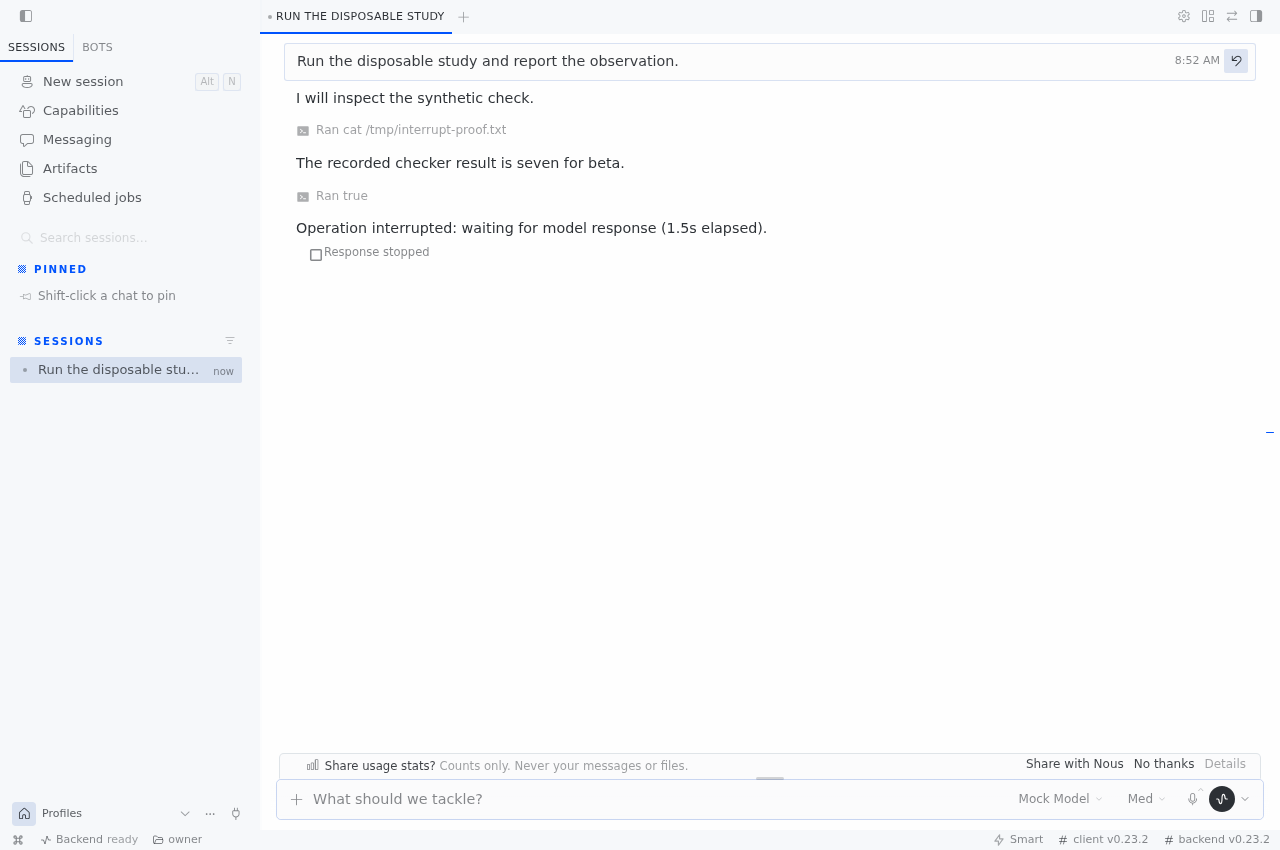 RUN THE DISPOSABLE STUDY
SESSIONS BOTS
New session Alt N
Capabilities
Messaging
Artifacts
Scheduled jobs
Search sessions...
PINNED
Shift-click a chat to pin
SESSIONS
Run the disposable stu... now
Run the disposable study and report the observation. 8:52 AM
I will inspect the synthetic check.
Ran cat /tmp/interrupt-proof.txt
The recorded checker result is seven for beta.
Ran true
Operation interrupted: waiting for model response (1.5s elapsed).
Response stopped
Share usage stats? Counts only. Never your messages or files. Share with Nous No thanks Details
What should we tackle? Mock Model Med
Profiles
Backend ready owner Smart # client v0.23.2 # backend v0.23.2